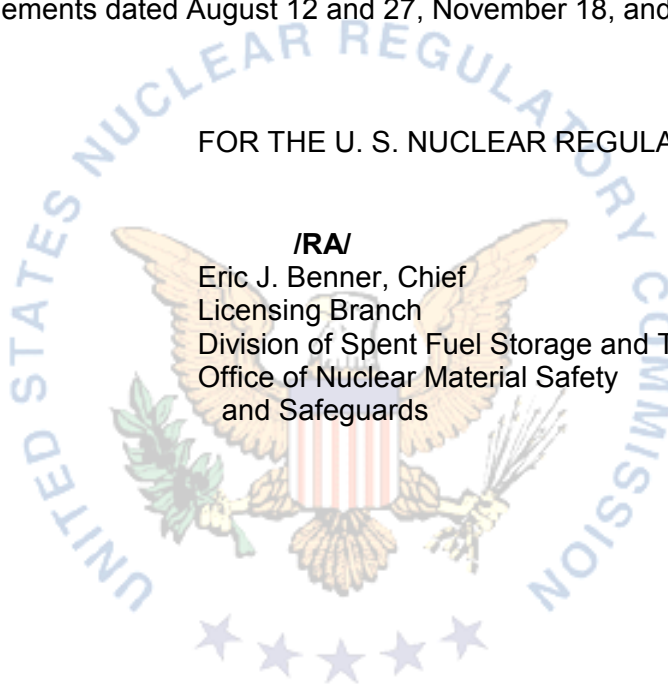 ements dated August 12 and 27, November 18, and
FOR THE U. S. NUCLEAR REGULA
/RA/
Eric J. Benner, Chief
Licensing Branch
Division of Spent Fuel Storage and T
Office of Nuclear Material Safety
and Safeguards
UNITED STATES NUCLEAR REGULATORY COMMISSION